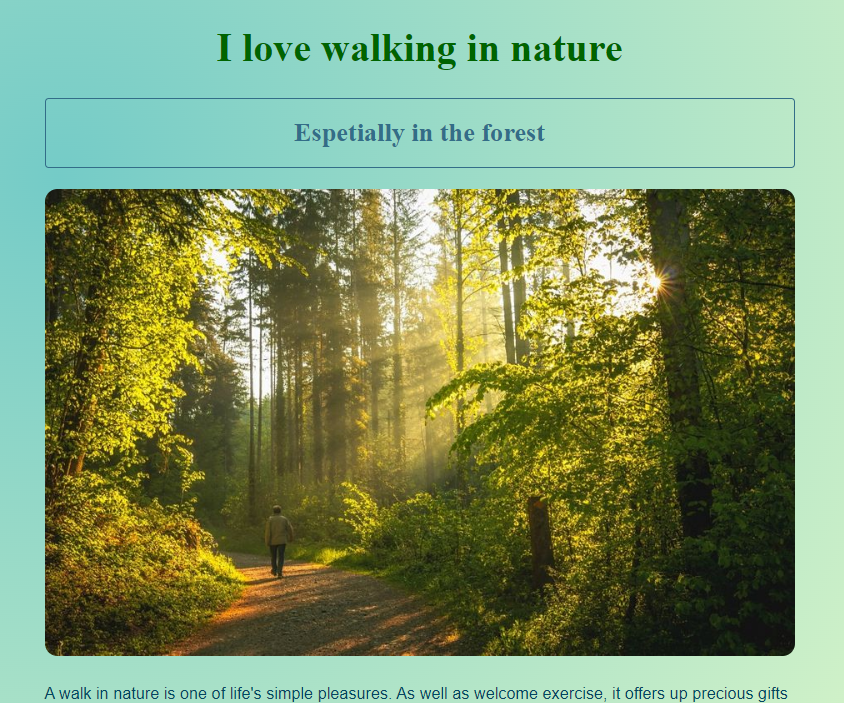 I love walking in nature
Espetially in the forest
A walk in nature is one of life's simple pleasures. As well as welcome exercise, it offers up precious gifts